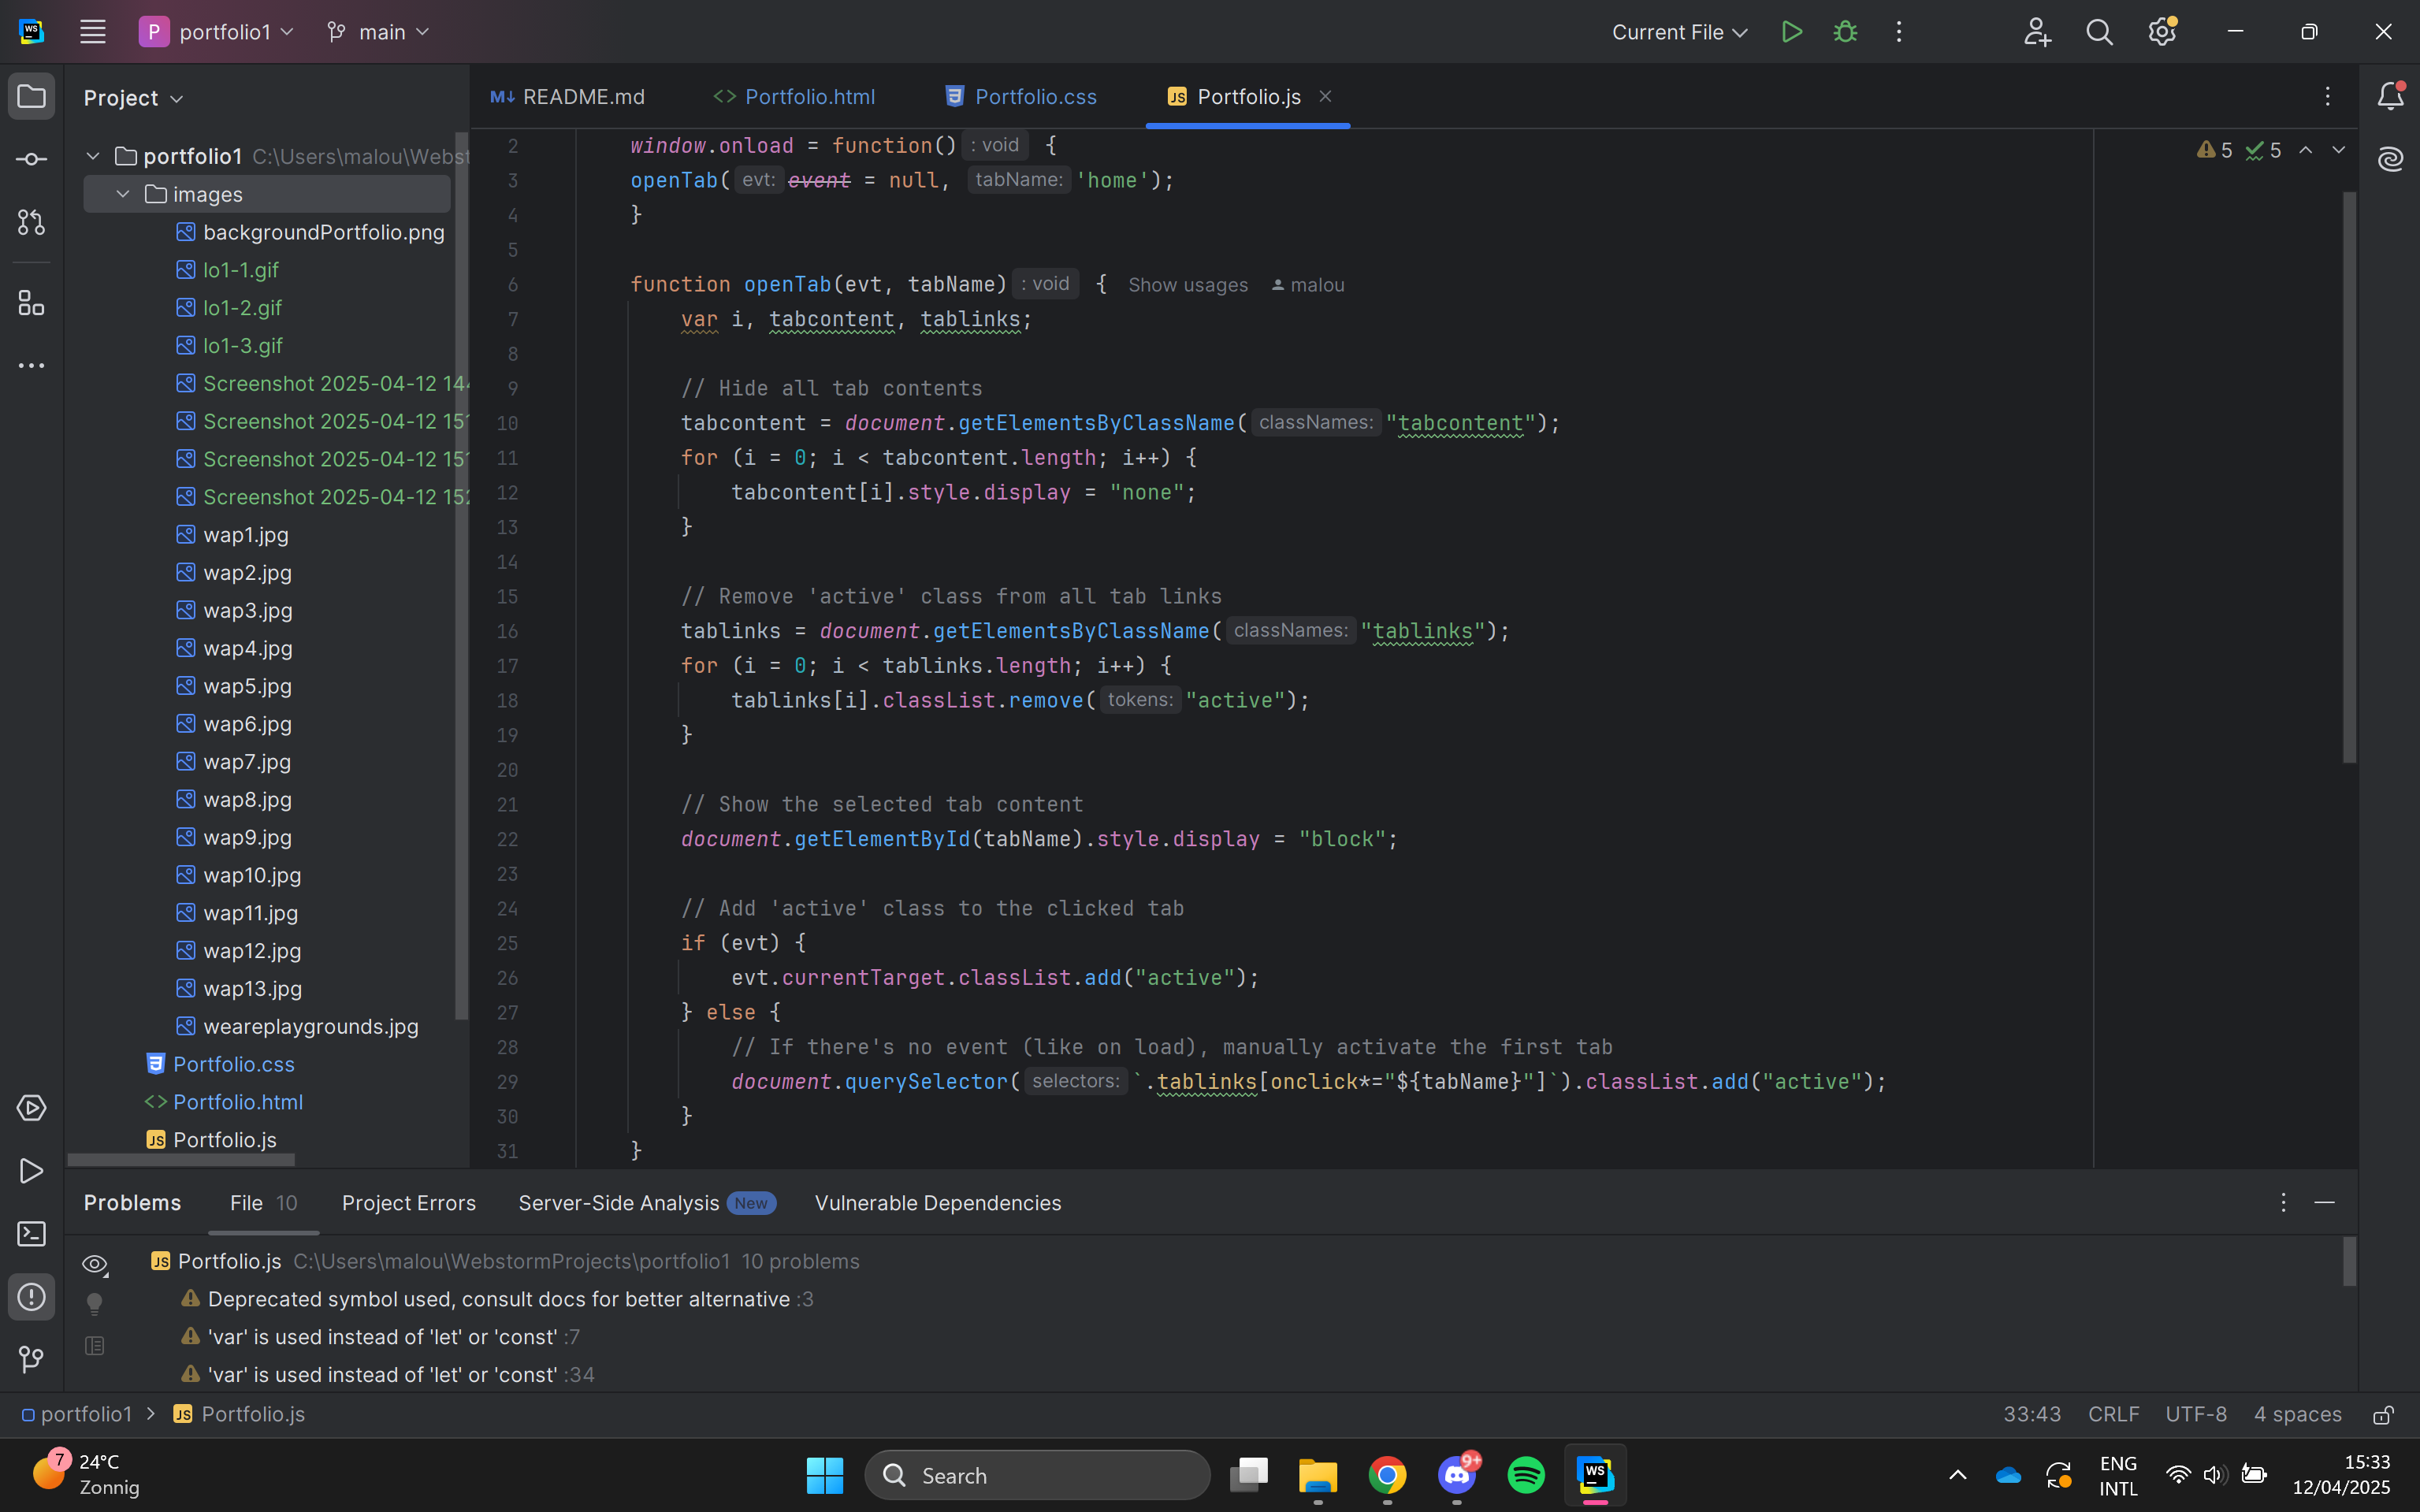 WS
P portfolio1 main Current File
Project
M↓ README.md <> Portfolio.html Portfolio.css JS Portfolio.js
portfolio1 C:\Users\malou\Webst
images
backgroundPortfolio.png
lo1-1.gif
lo1-2.gif
lo1-3.gif
Screenshot 2025-04-12 144
Screenshot 2025-04-12 151
Screenshot 2025-04-12 151
Screenshot 2025-04-12 152
wap1.jpg
wap2.jpg
wap3.jpg
wap4.jpg
wap5.jpg
wap6.jpg
wap7.jpg
wap8.jpg
wap9.jpg
wap10.jpg
wap11.jpg
wap12.jpg
wap13.jpg
weareplaygrounds.jpg
Portfolio.css
<> Portfolio.html
JS Portfolio.js
5 5
2 window.onload = function() : void {
3 openTab( evt: event = null, tabName: 'home');
4 }
5
6 function openTab(evt, tabName) : void { Show usages malou
7 var i, tabcontent, tablinks;
8
9 // Hide all tab contents
10 tabcontent = document.getElementsByClassName( classNames: "tabcontent");
11 for (i = 0; i < tabcontent.length; i++) {
12 tabcontent[i].style.display = "none";
13 }
14
15 // Remove 'active' class from all tab links
16 tablinks = document.getElementsByClassName( classNames: "tablinks");
17 for (i = 0; i < tablinks.length; i++) {
18 tablinks[i].classList.remove( tokens: "active");
19 }
20
21 // Show the selected tab content
22 document.getElementById(tabName).style.display = "block";
23
24 // Add 'active' class to the clicked tab
25 if (evt) {
26 evt.currentTarget.classList.add("active");
27 } else {
28 // If there's no event (like on load), manually activate the first tab
29 document.querySelector( selectors: `.tablinks[onclick*="${tabName}"]`).classList.add("active");
30 }
31 }
Problems File 10 Project Errors Server-Side Analysis New Vulnerable Dependencies
JS Portfolio.js C:\Users\malou\WebstormProjects\portfolio1 10 problems
Deprecated symbol used, consult docs for better alternative :3
'var' is used instead of 'let' or 'const' :7
'var' is used instead of 'let' or 'const' :34
portfolio1 > JS Portfolio.js 33:43 CRLF UTF-8 4 spaces
7 24°C
Zonnig
Search
9+
WS
ENG
INTL
15:33
12/04/2025